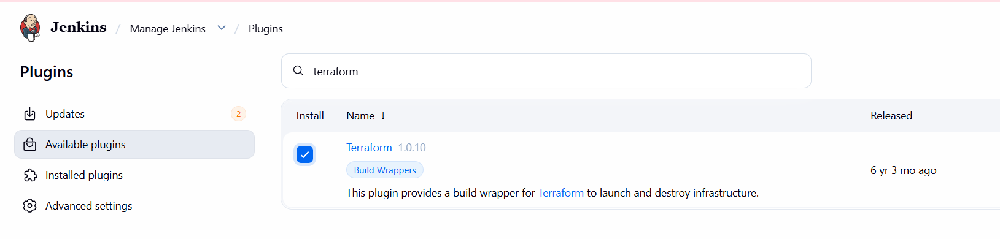 Jenkins / Manage Jenkins / Plugins
Plugins
terraform
Updates 2
Available plugins
Installed plugins
Advanced settings
Install Name ↓ Released
Terraform 1.0.10
Build Wrappers
6 yr 3 mo ago
This plugin provides a build wrapper for Terraform to launch and destroy infrastructure.